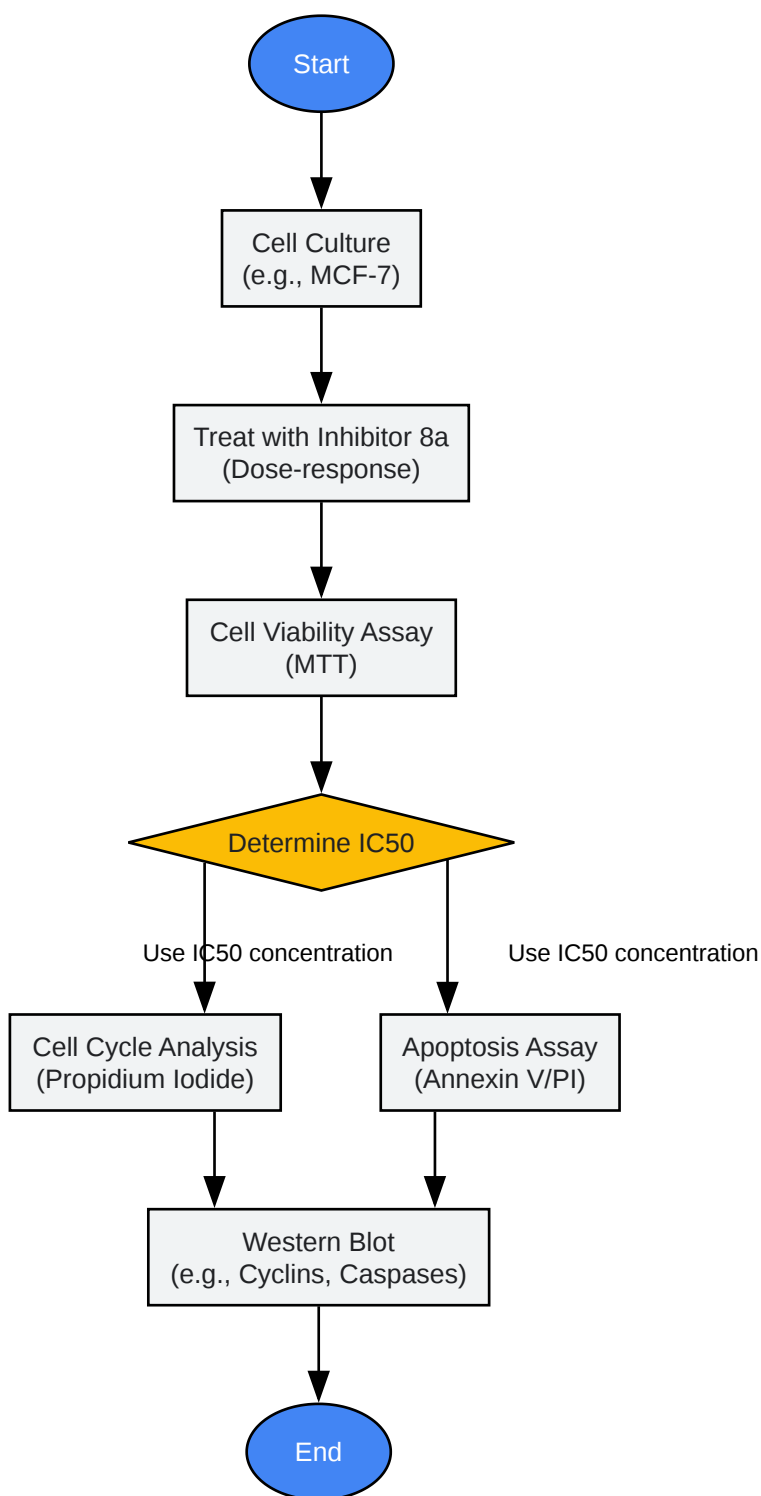 Start
Cell Culture
(e.g., MCF-7)
Treat with Inhibitor 8a
(Dose-response)
Cell Viability Assay
(MTT)
Determine IC50
Use IC50 concentration
Use IC50 concentration
Cell Cycle Analysis
(Propidium Iodide)
Apoptosis Assay
(Annexin V/PI)
Western Blot
(e.g., Cyclins, Caspases)
End